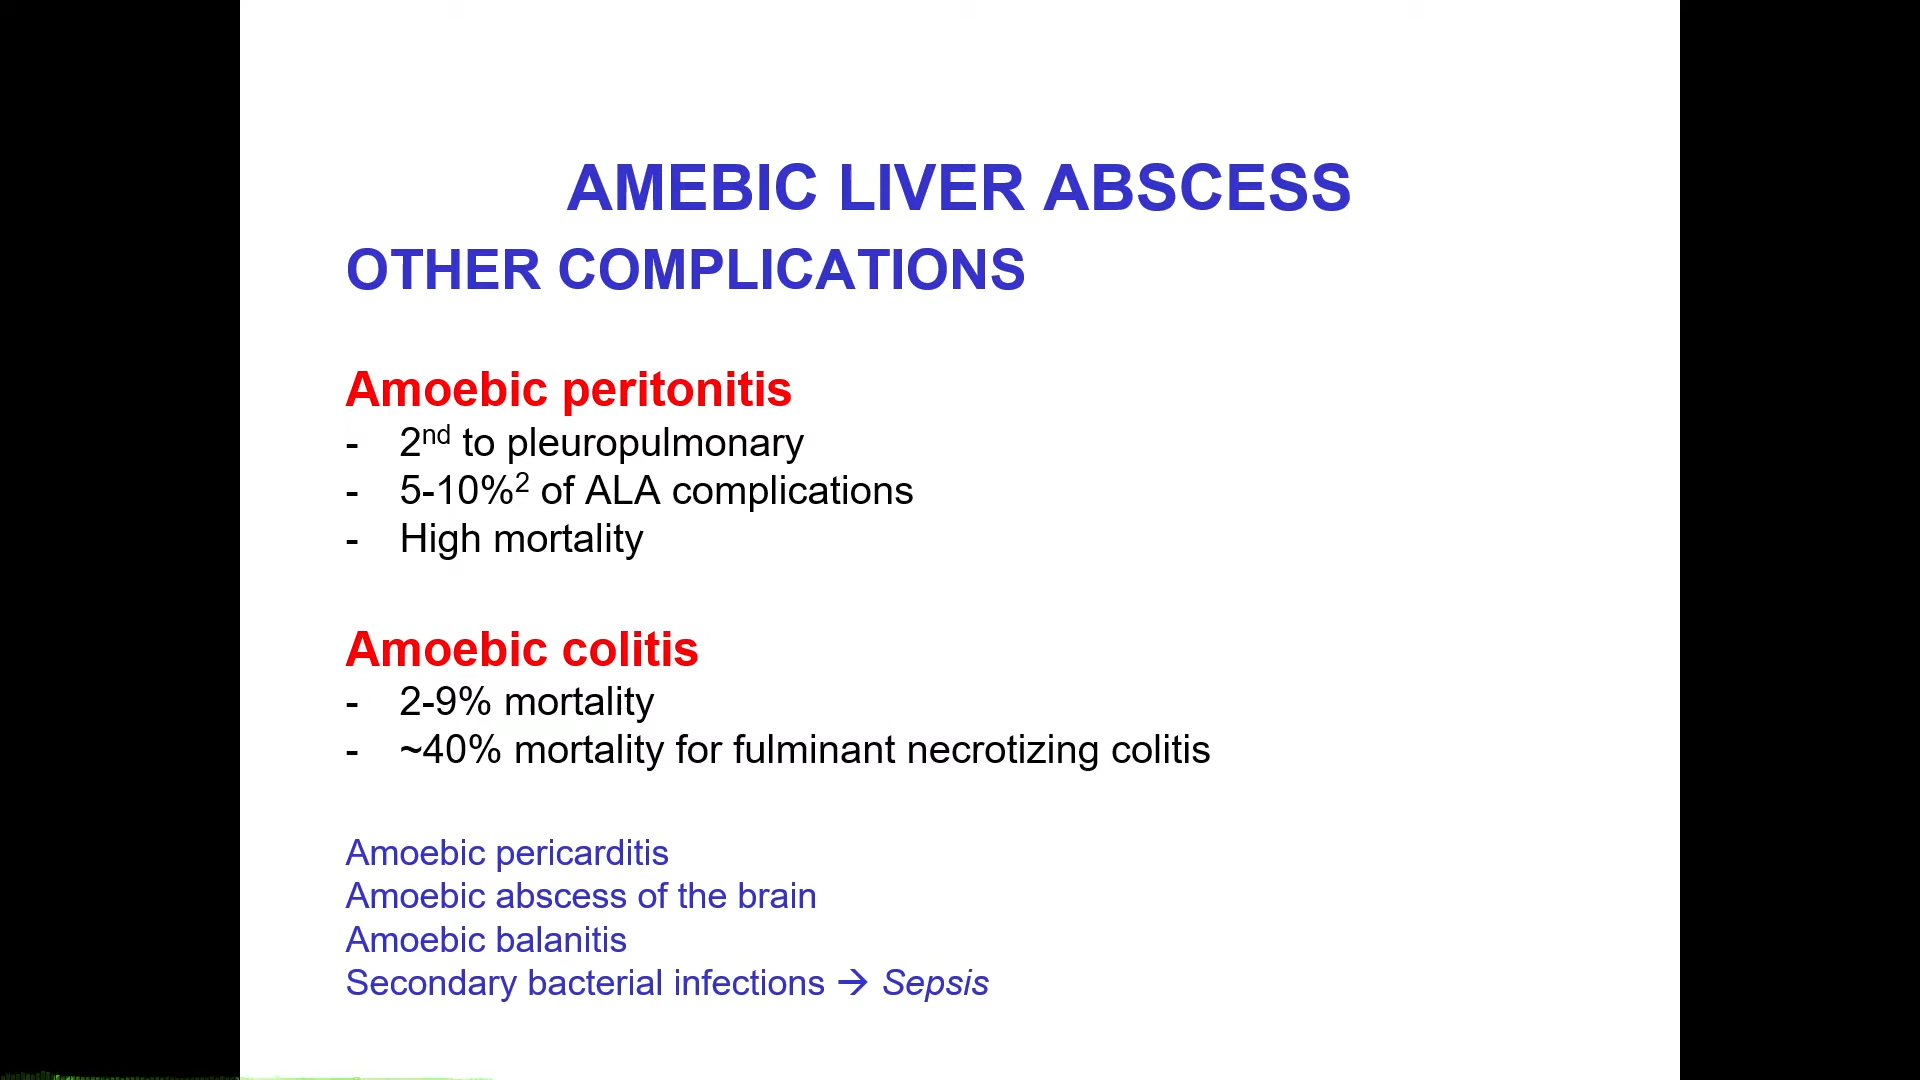 AMEBIC LIVER ABSCESS
OTHER COMPLICATIONS
Amoebic peritonitis
- 2nd to pleuropulmonary
- 5-10%2 of ALA complications
- High mortality
Amoebic colitis
- 2-9% mortality
- ~40% mortality for fulminant necrotizing colitis
Amoebic pericarditis
Amoebic abscess of the brain
Amoebic balanitis
Secondary bacterial infections → Sepsis